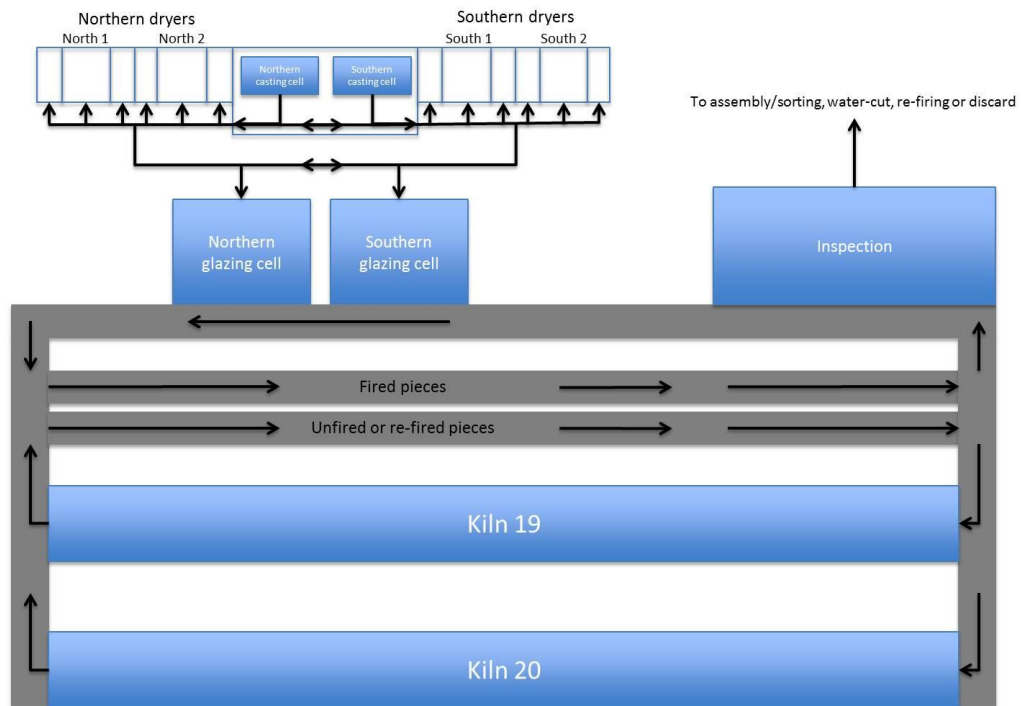 Northern dryers
Southern dryers
North 1
North 2
South 1
South 2
Northern
casting cell
Southern
casting cell
To assembly/sorting, water-cut, re-firing or discard
Northern
glazing cell
Southern
glazing cell
Inspection
Fired pieces
Unfired or re-fired pieces
Kiln 19
Kiln 20